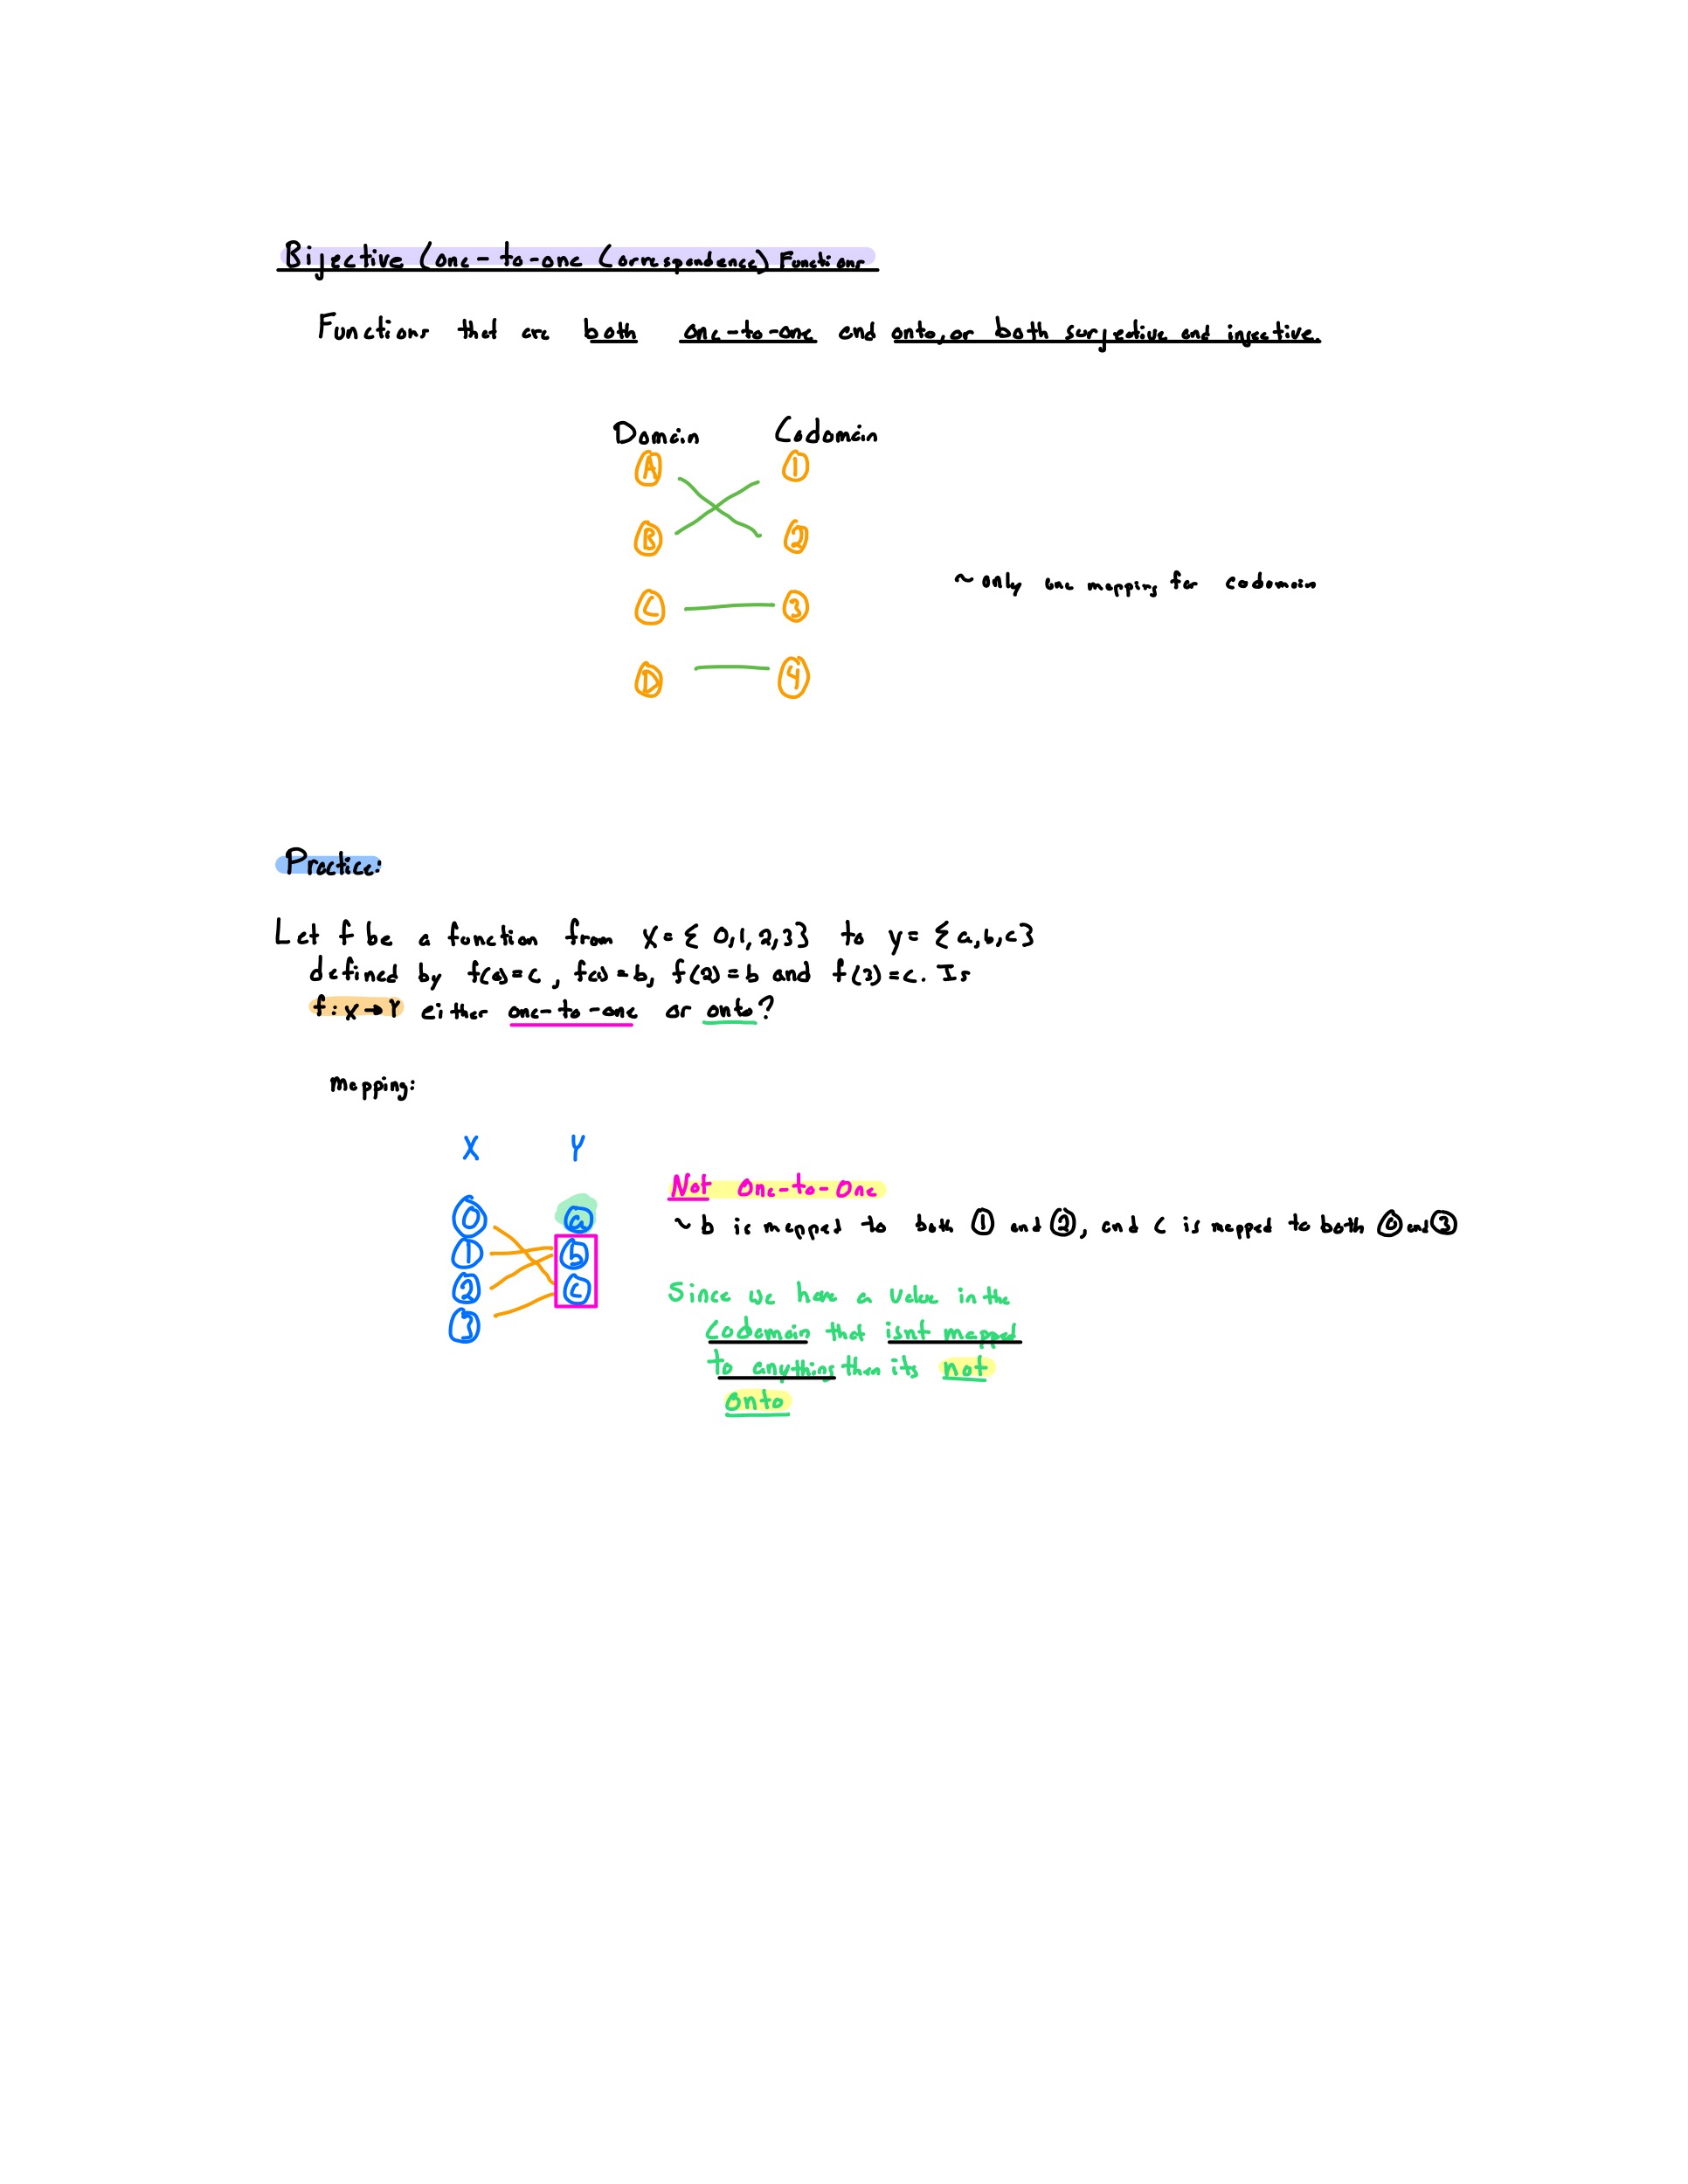 Bijective (one-to-one Correspondence) Functions
Functions that are both one-to-one and onto, or both surjective and injective.
Domain Codomain
A 1
B 2
~ only one mapping for codomain
C 3
D 4
Practice:
Let f be a function from X = { 0,1,2,3} to y = { a,b,c}
defined by f(0)=c , f(1)=b, f(2)=b and f(3)=c. Is
f: X→Y either one-to-one or onto?
mapping:
X Y
Not One-to-One
0 a
~ b is mapped to both 1 and 2, and c is mapped to both 0 and 3
1 b
2 c
Since we have a value in the
3
Codomain that isnt mapped
to anything then its not
onto